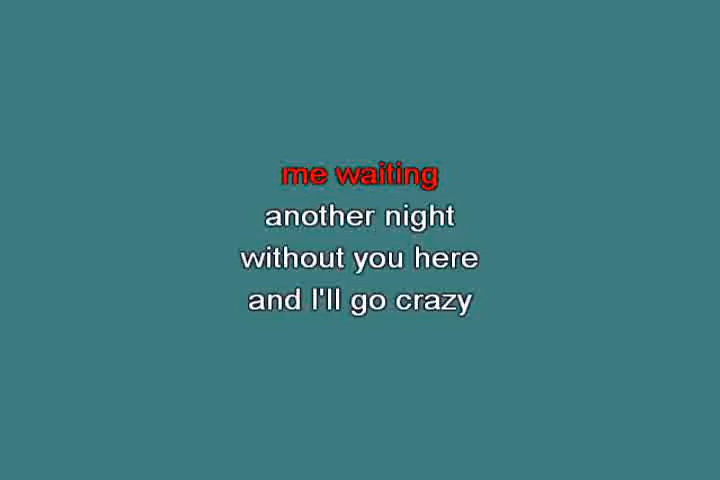 me waiting
another night
without you here
and I'll go crazy